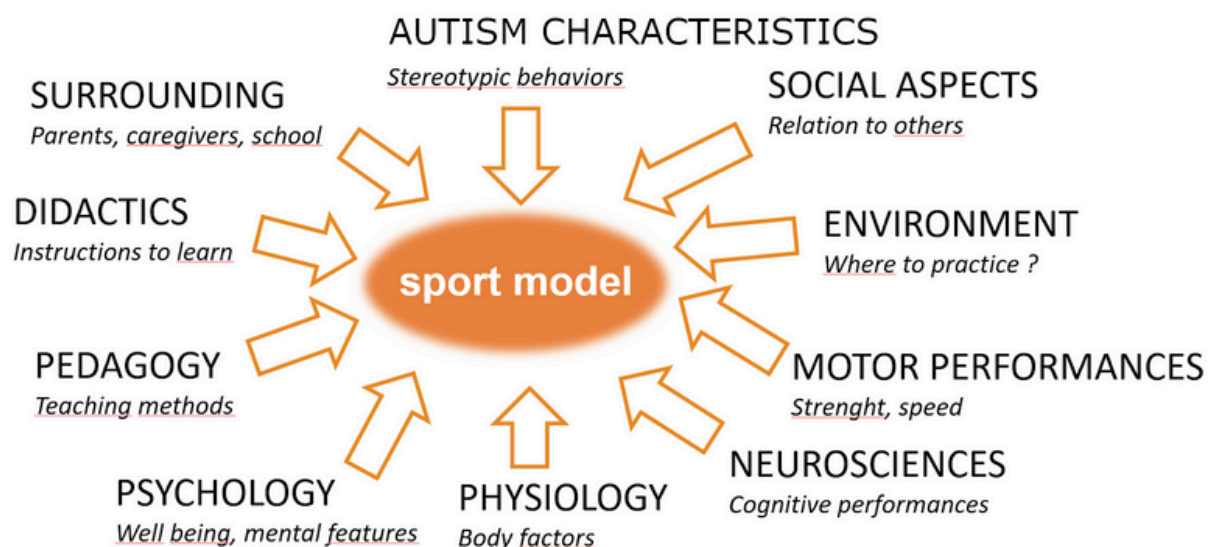 AUTISM CHARACTERISTICS
Stereotypic behaviors
SURROUNDING
Parents, caregivers, school
SOCIAL ASPECTS
Relation to others
DIDACTICS
Instructions to learn
ENVIRONMENT
Where to practice ?
sport model
PEDAGOGY
Teaching methods
MOTOR PERFORMANCES
Strenght, speed
PSYCHOLOGY
Well being, mental features
PHYSIOLOGY
Body factors
NEUROSCIENCES
Cognitive performances